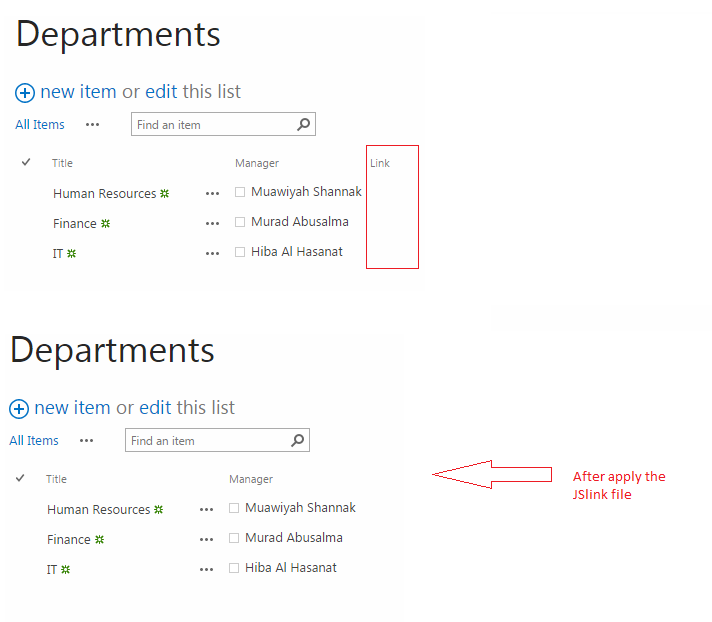 Departments
new item or edit this list
All Items ••• Find an item
Title Manager Link
Human Resources ••• Muawiyah Shannak
Finance ••• Murad Abusalma
IT ••• Hiba Al Hasanat
Departments
new item or edit this list
All Items ••• Find an item
Title Manager
Human Resources ••• Muawiyah Shannak
Finance ••• Murad Abusalma
IT ••• Hiba Al Hasanat
After apply the
JSlink file